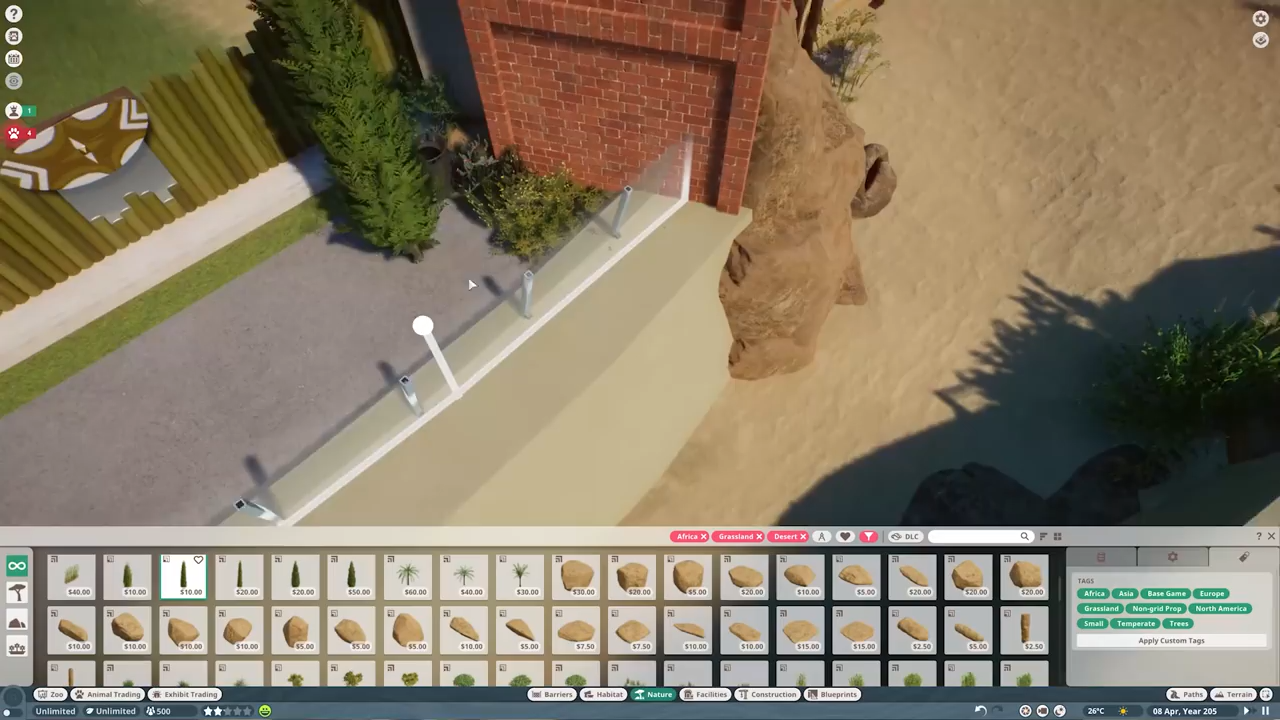 ?
1
4
Africa ✕ Grassland ✕ Desert ✕ DLC
? ✕
$40.00 $10.00 $10.00 $20.00 $20.00 $50.00 $60.00 $40.00 $30.00 $30.00 $20.00 $5.00 $20.00 $10.00 $5.00 $20.00 $20.00 $20.00
$10.00 $10.00 $10.00 $10.00 $5.00 $5.00 $5.00 $10.00 $5.00 $7.50 $7.50 $10.00 $10.00 $15.00 $15.00 $2.50 $5.00 $2.50
TAGS
Africa Asia Base Game Europe
Grassland Non-grid Prop North America
Small Temperate Trees
Apply Custom Tags
Zoo Animal Trading Exhibit Trading Barriers Habitat Nature Facilities Construction Blueprints Paths Terrain
Unlimited Unlimited 500 26°C 08 Apr, Year 205